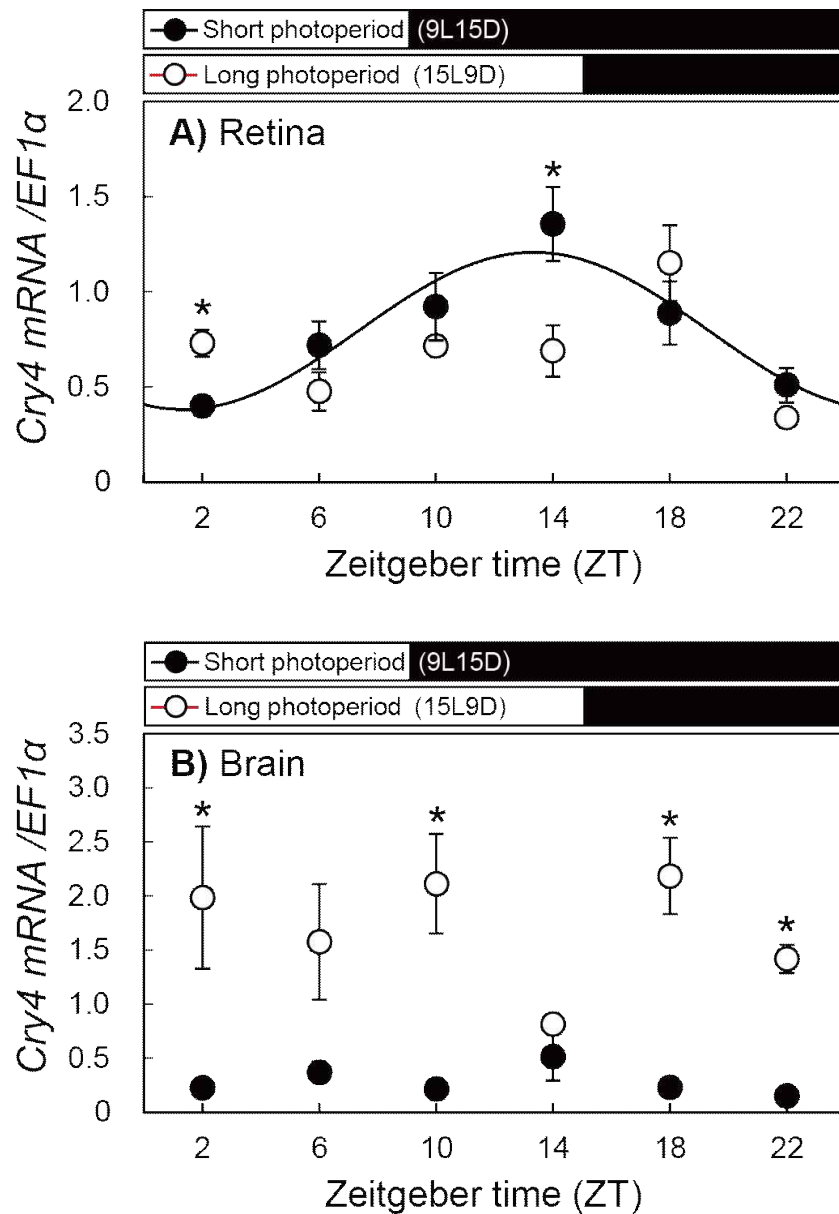 Short photoperiod (9L15D)
Long photoperiod (15L9D)
A) Retina
Cry4 mRNA /EF1α
2.0
1.5
1.0
0.5
0
*
*
2 6 10 14 18 22
Zeitgeber time (ZT)
Short photoperiod (9L15D)
Long photoperiod (15L9D)
B) Brain
Cry4 mRNA /EF1α
3.5
3.0
2.5
2.0
1.5
1.0
0.5
0
* * * *
2 6 10 14 18 22
Zeitgeber time (ZT)